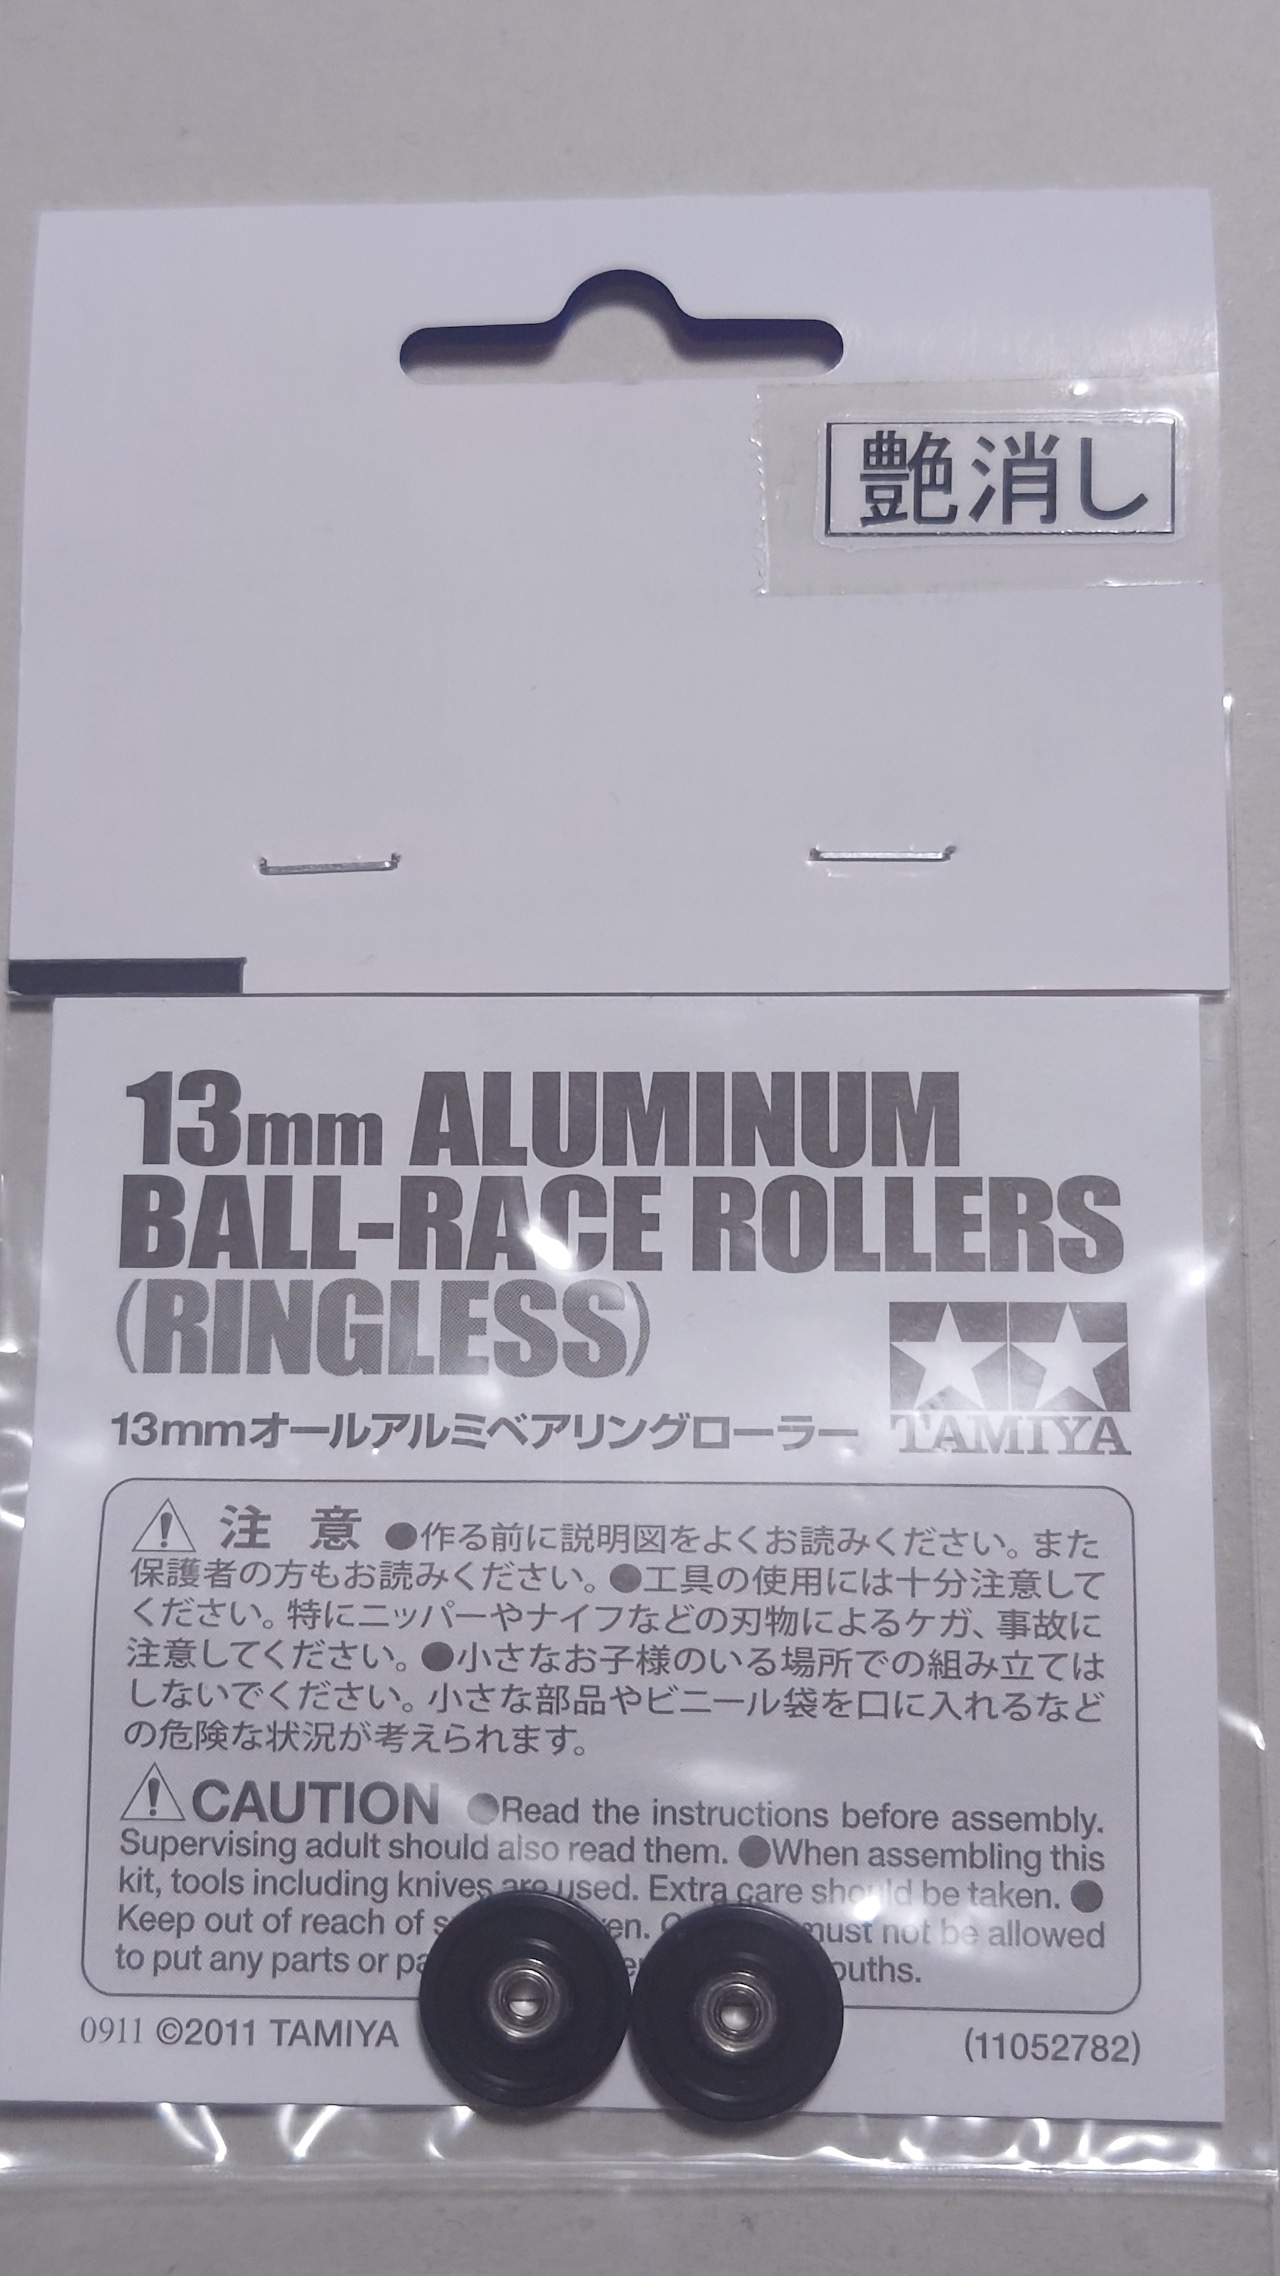 艶消し
13mm ALUMINUM
BALL-RACE ROLLERS
(RINGLESS)
13mmオールアルミベアリングローラー
TAMIYA
注 意 ●作る前に説明図をよくお読みください。また
保護者の方もお読みください。●工具の使用には十分注意して
ください。特にニッパーやナイフなどの刃物によるケガ、事故に
注意してください。●小さなお子様のいる場所での組み立ては
しないでください。小さな部品やビニール袋を口に入れるなど
の危険な状況が考えられます。
CAUTION ●Read the instructions before assembly.
Supervising adult should also read them. ●When assembling this
kit, tools including knives are used. Extra care should be taken. ●
Keep out of reach of must not be allowed
to put any parts or
0911 ©2011 TAMIYA
(11052782)